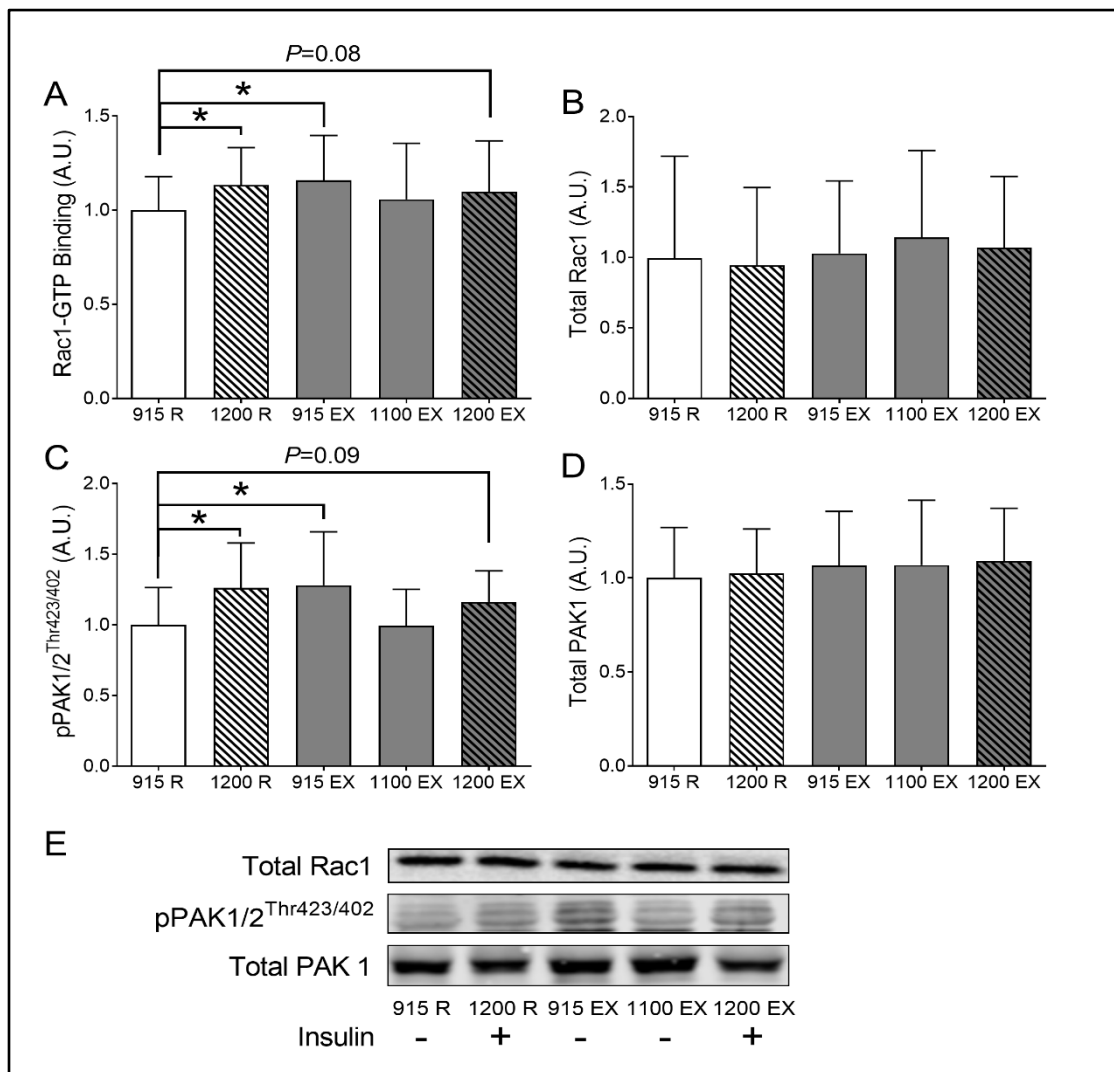 P=0.08
A
*
*
Rac1-GTP Binding (A.U.)
1.5
1.0
0.5
0.0
915 R 1200 R 915 EX 1100 EX 1200 EX
B
Total Rac1 (A.U.)
2.0
1.5
1.0
0.5
0.0
915 R 1200 R 915 EX 1100 EX 1200 EX
C
P=0.09
*
*
pPAK1/2Thr423/402 (A.U.)
2.0
1.5
1.0
0.5
0.0
915 R 1200 R 915 EX 1100 EX 1200 EX
D
Total PAK1 (A.U.)
1.5
1.0
0.5
0.0
915 R 1200 R 915 EX 1100 EX 1200 EX
E
Total Rac1
pPAK1/2Thr423/402
Total PAK 1
915 R 1200 R 915 EX 1100 EX 1200 EX
Insulin - + - - +